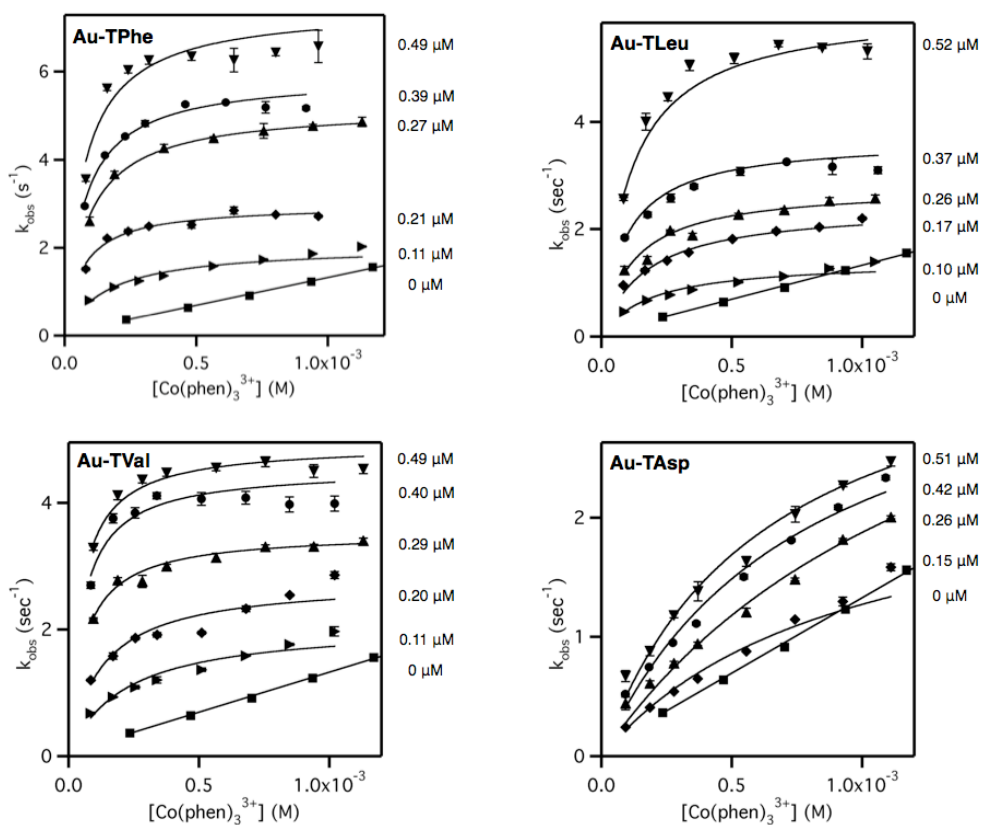 Au-TPhe
6
4
2
0
k_obs (s⁻¹)
0.0
0.5
1.0x10⁻³
[Co(phen)₃³⁺] (M)
0.49 µM
0.39 µM
0.27 µM
0.21 µM
0.11 µM
0 µM
Au-TLeu
4
2
0
k_obs (sec⁻¹)
0.0
0.5
1.0x10⁻³
[Co(phen)₃³⁺] (M)
0.52 µM
0.37 µM
0.26 µM
0.17 µM
0.10 µM
0 µM
Au-TVal
4
2
0
k_obs (sec⁻¹)
0.0
0.5
1.0x10⁻³
[Co(phen)₃³⁺] (M)
0.49 µM
0.40 µM
0.29 µM
0.20 µM
0.11 µM
0 µM
Au-TAsp
2
1
0
k_obs (sec⁻¹)
0.0
0.5
1.0x10⁻³
[Co(phen)₃³⁺] (M)
0.51 µM
0.42 µM
0.26 µM
0.15 µM
0 µM